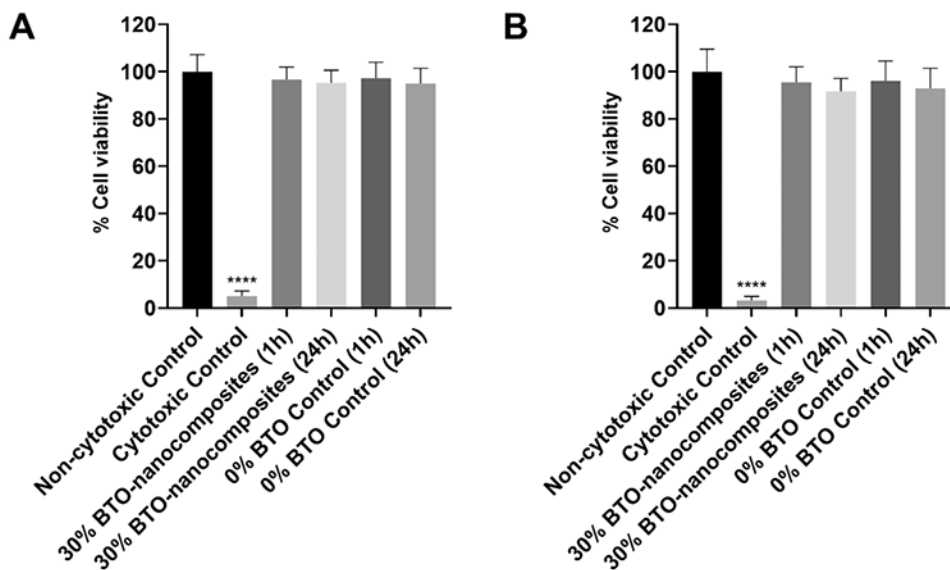 A
% Cell viability
120
100
80
60
40
20
0
****
Non-cytotoxic Control
Cytotoxic Control
30% BTO-nanocomposites (1h)
30% BTO-nanocomposites (24h)
0% BTO Control (1h)
0% BTO Control (24h)
B
% Cell viability
120
100
80
60
40
20
0
****
Non-cytotoxic Control
Cytotoxic Control
30% BTO-nanocomposites (1h)
30% BTO-nanocomposites (24h)
0% BTO Control (1h)
0% BTO Control (24h)